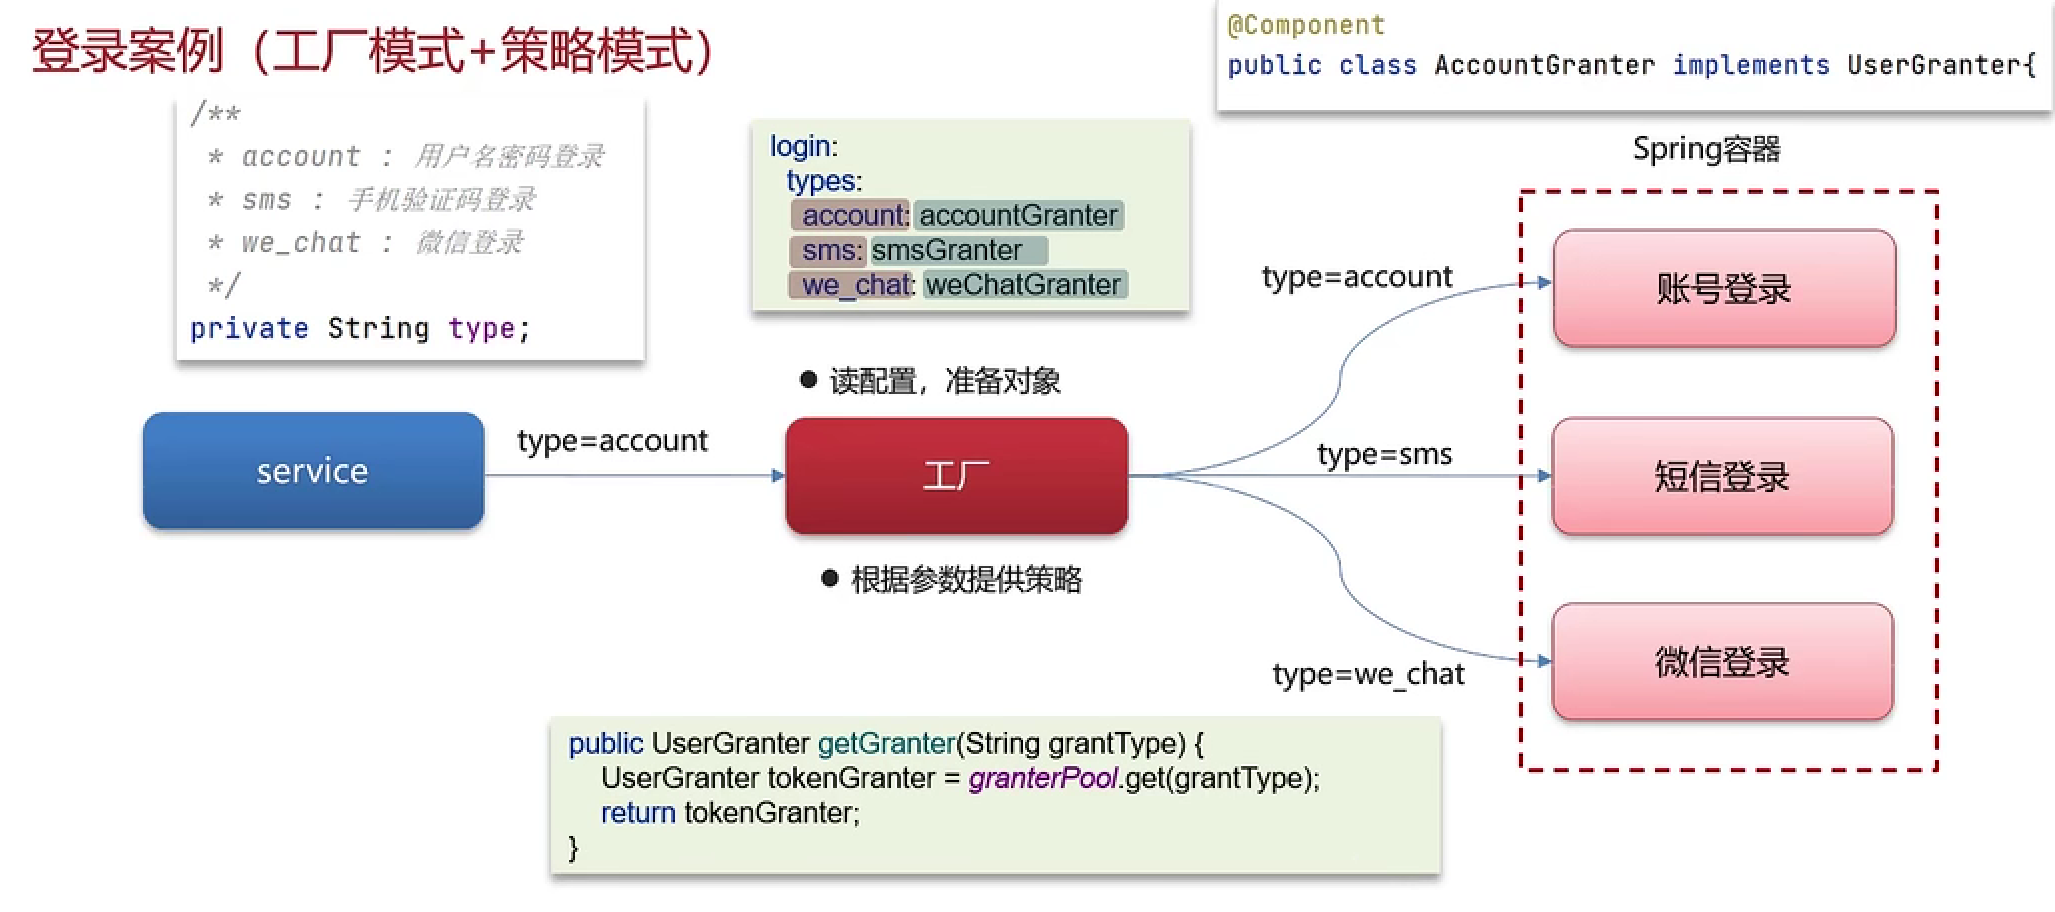 登录案例（工厂模式+策略模式）
@Component
public class AccountGranter implements UserGranter{
/**
* account : 用户名密码登录
* sms : 手机验证码登录
* we_chat : 微信登录
*/
private String type;
login:
types:
account: accountGranter
sms: smsGranter
we_chat: weChatGranter
Spring容器
● 读配置，准备对象
service
type=account
工厂
● 根据参数提供策略
type=account
type=sms
type=we_chat
账号登录
短信登录
微信登录
public UserGranter getGranter(String grantType) {
UserGranter tokenGranter = granterPool.get(grantType);
return tokenGranter;
}